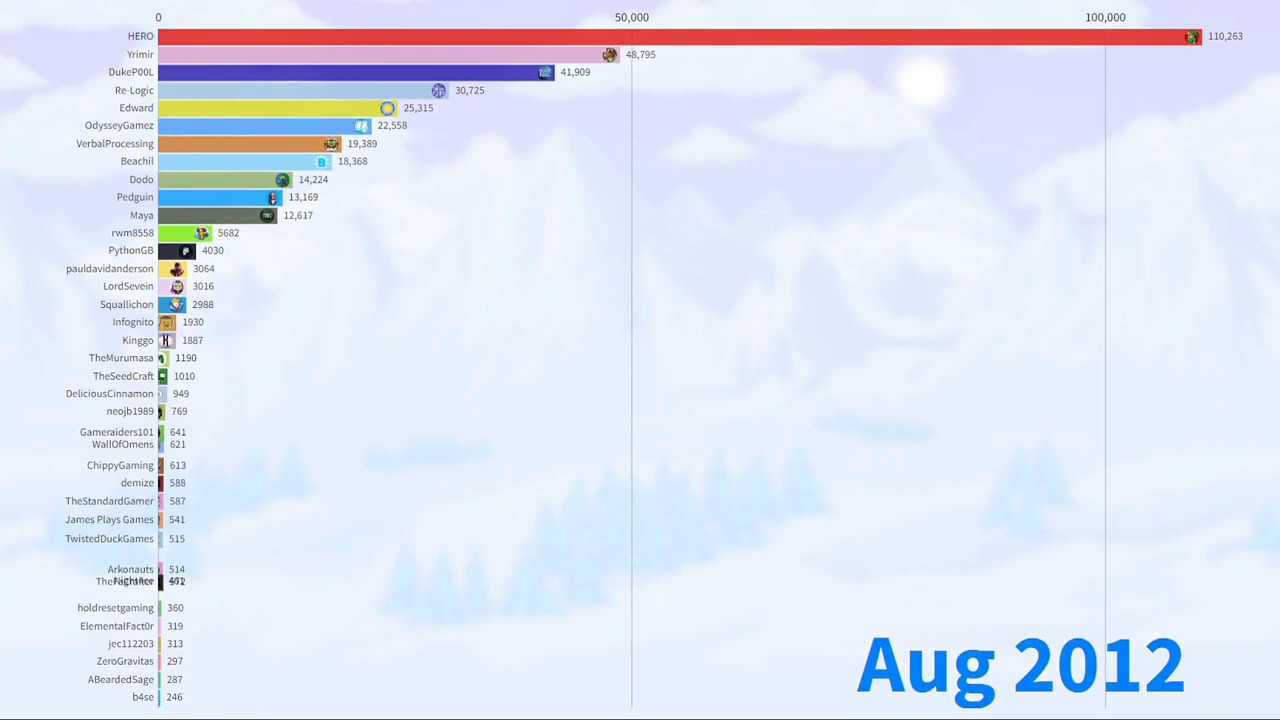 0 50,000 100,000
HERO 110,263
Yrimir 48,795
DukeP00L 41,909
Re-Logic 30,725
Edward 25,315
OdysseyGamez 22,558
VerbalProcessing 19,389
Beachil B 18,368
Dodo 14,224
Pedguin 13,169
Maya 12,617
rwm8558 5682
PythonGB 4030
pauldavidanderson 3064
LordSevein 3016
Squallichon 2988
Infognito 1930
Kinggo K 1887
TheMurumasa 1190
TheSeedCraft 1010
DeliciousCinnamon 949
neojb1989 769
Gameraiders101 641
WallOfOmens 621
ChippyGaming 613
demize 588
TheStandardGamer 587
James Plays Games 541
TwistedDuckGames 515
Arkonauts 514
holdresetgaming 360
ElementalFact0r 319
jec112203 313
ZeroGravitas 297
ABeardedSage 287
b4se 246
Aug 2012